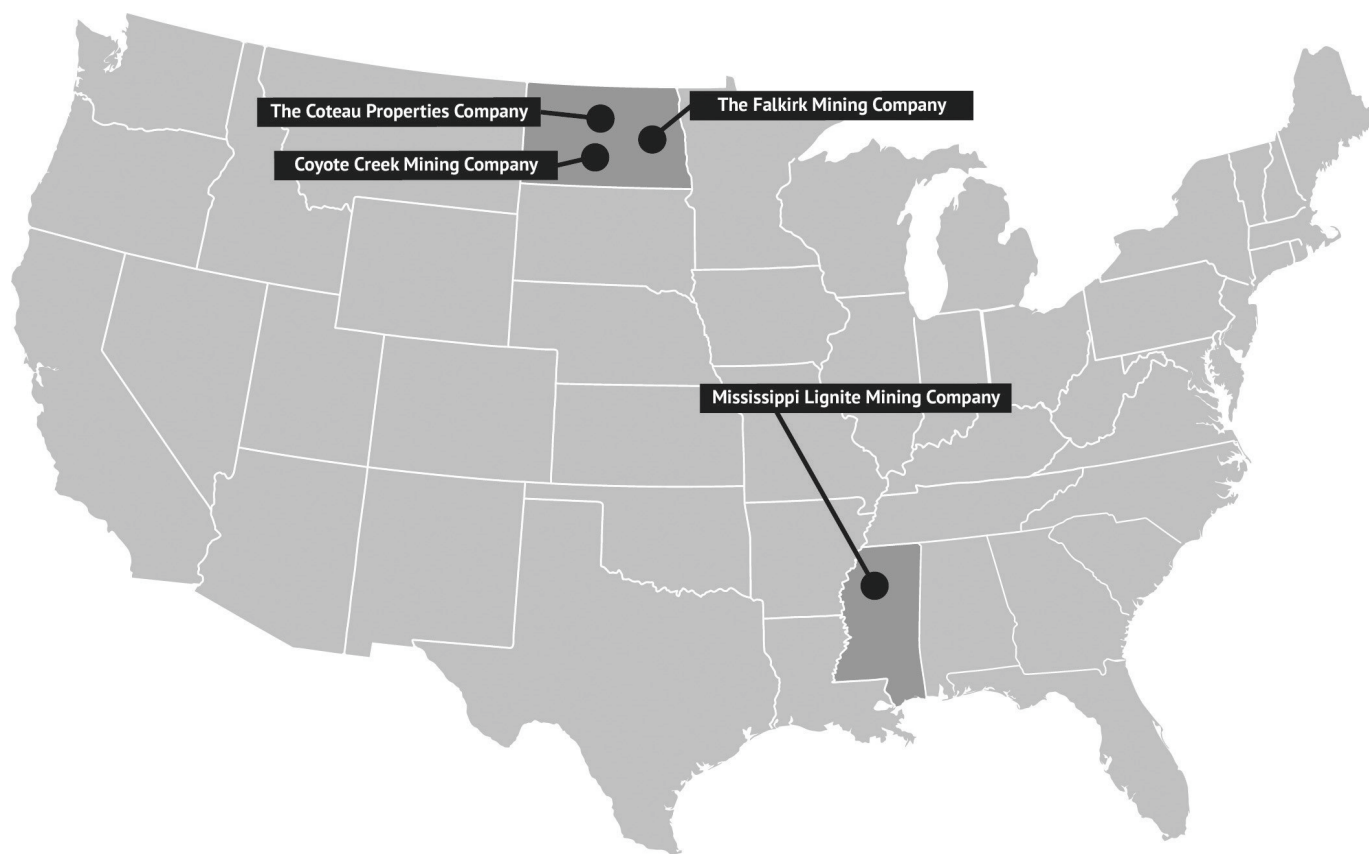 The Falkirk Mining Company
The Coteau Properties Company
Coyote Creek Mining Company
Mississippi Lignite Mining Company